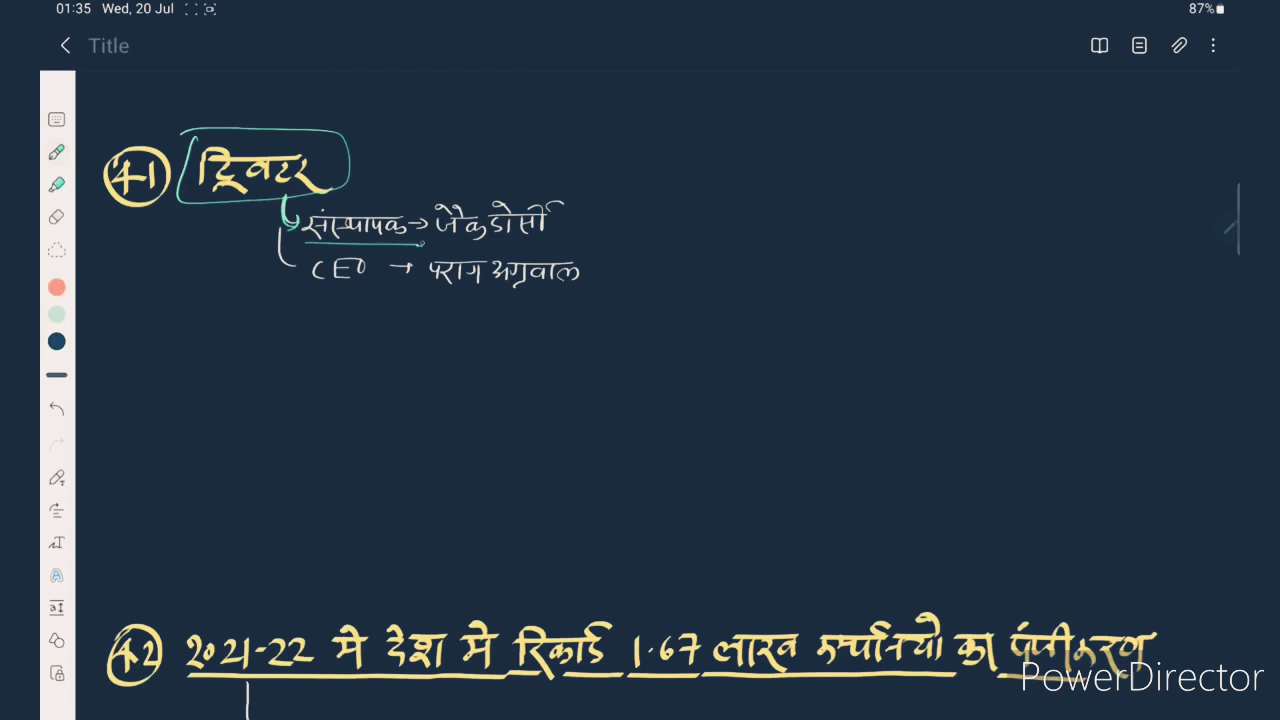 01:35 Wed, 20 Jul 87%
Title
41 ट्विटर
संस्थापक → जैक डोर्सी
CEO → पराग अग्रवाल
42 2021-22 में देश में रिकार्ड 1.67 लाख कम्पनियों का पंजीकरण
PowerDirector